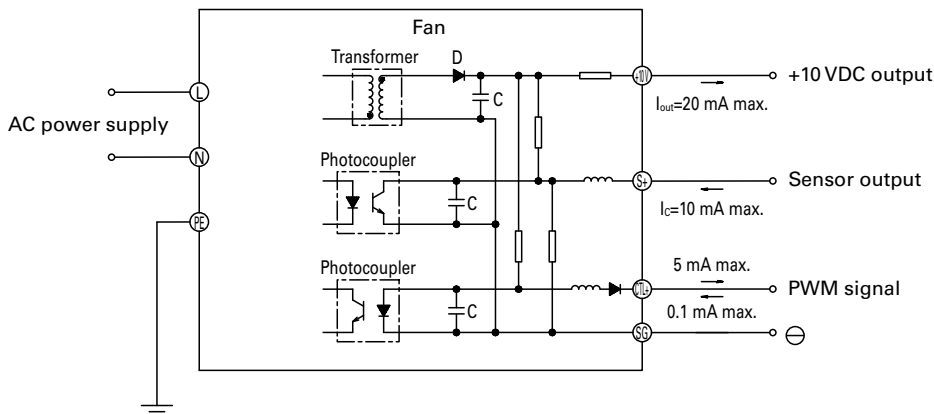 Fan
Transformer
D
+10V
+10 VDC output
C
Iout=20 mA max.
L
AC power supply
N
Photocoupler
S+
Sensor output
C
IC=10 mA max.
PE
Photocoupler
5 mA max.
CTL+
PWM signal
C
0.1 mA max.
SG